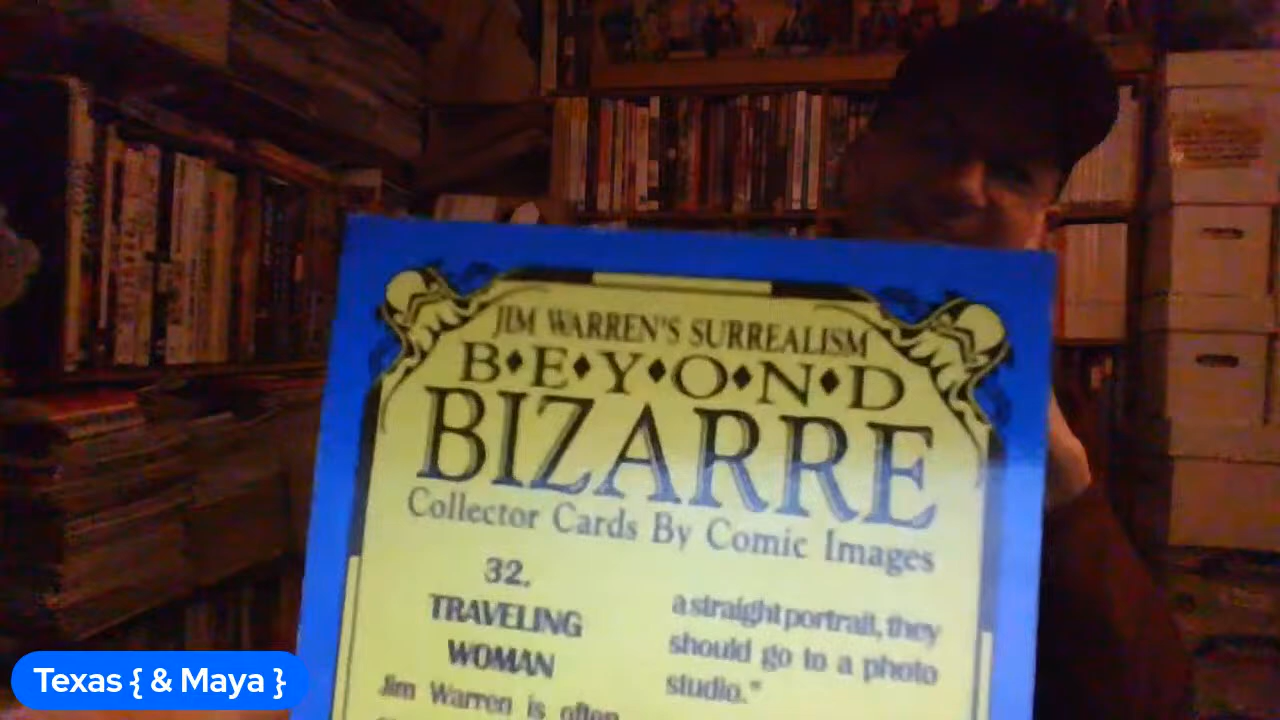 JIM WARREN'S SURREALISM
B♦E♦Y♦O♦N♦D
BIZARRE
Collector Cards By Comic Images
32.
TRAVELING
WOMAN
Jim Warren is often
a straight portrait, they
should go to a photo
studio."
Texas { & Maya }